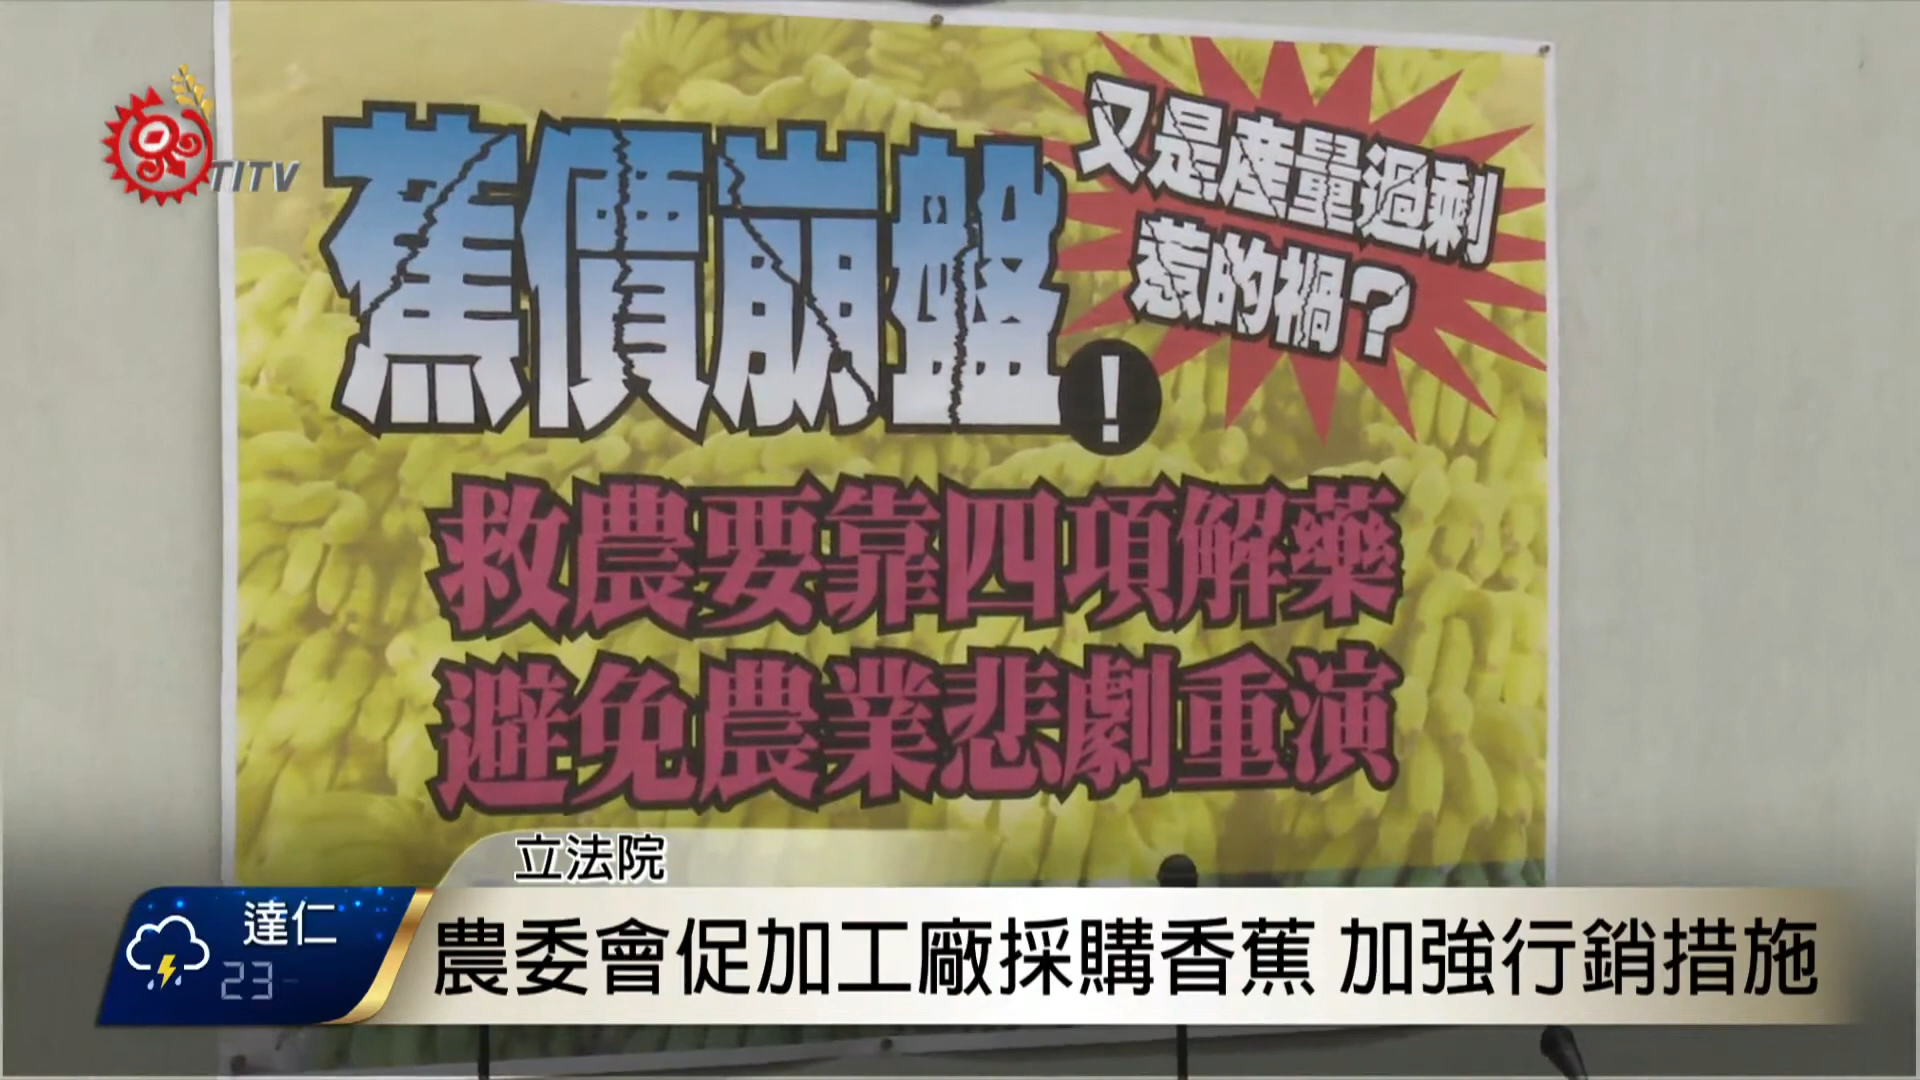 TITV
蕉價崩盤!
又是產量過剩
惹的禍?
救農要靠四項解藥
避免農業悲劇重演
立法院
達仁
23-
農委會促加工廠採購香蕉 加強行銷措施